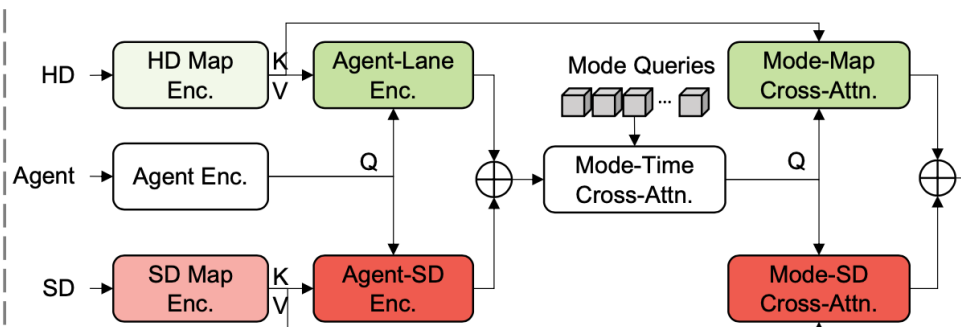 HD
HD Map
Enc.
K
V
Agent-Lane
Enc.
Mode Queries
...
Mode-Map
Cross-Attn.
Agent
Agent Enc.
Q
Mode-Time
Cross-Attn.
Q
SD
SD Map
Enc.
K
V
Agent-SD
Enc.
Mode-SD
Cross-Attn.